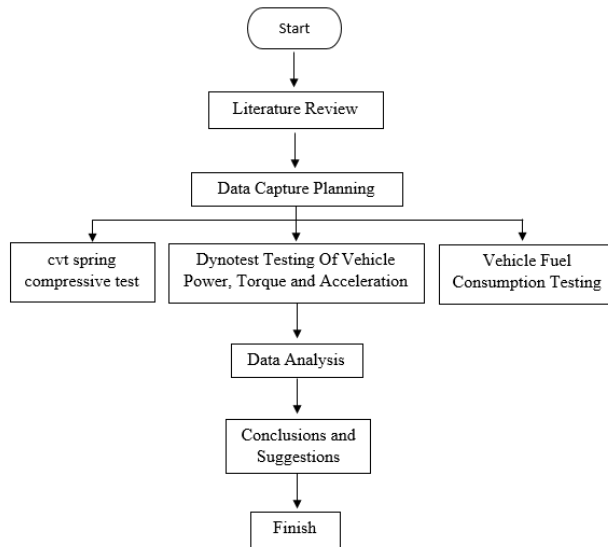 Start
Literature Review
Data Capture Planning
cvt spring
compressive test
Dynotest Testing Of Vehicle
Power, Torque and Acceleration
Vehicle Fuel
Consumption Testing
Data Analysis
Conclusions and
Suggestions
Finish